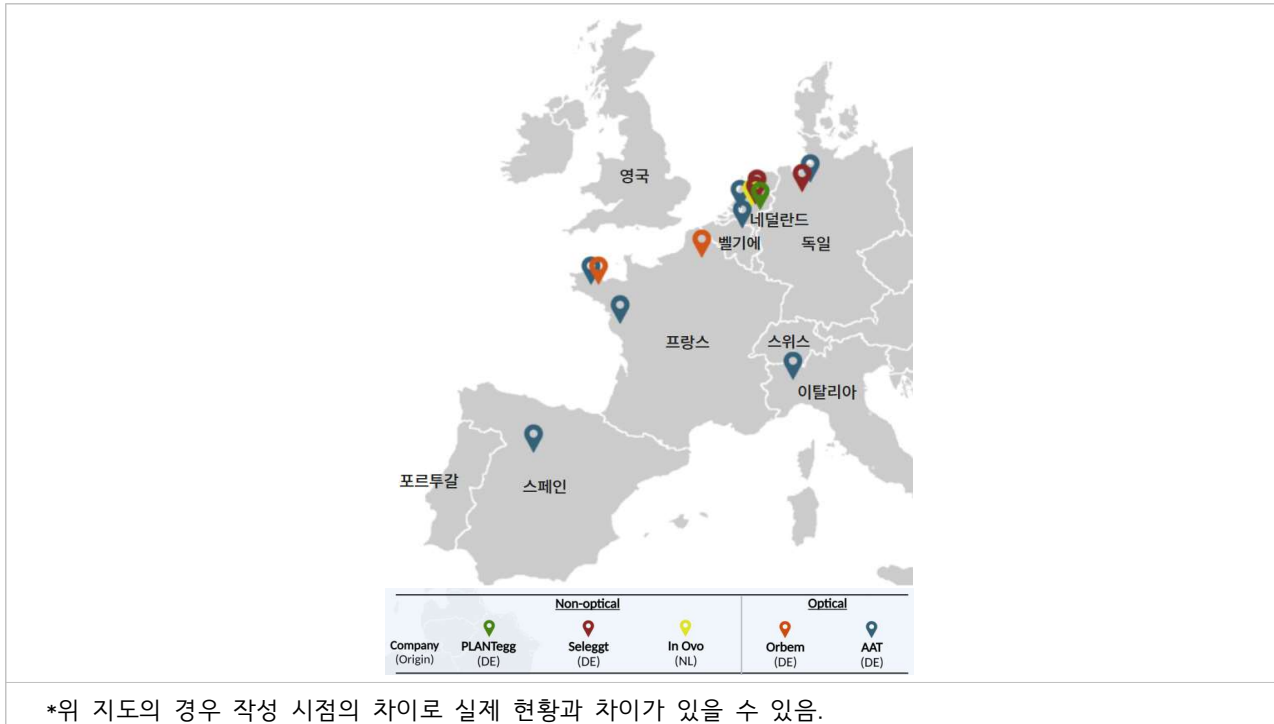 영국
네덜란드
벨기에
독일
프랑스
스위스
이탈리아
포르투갈
스페인
Non-optical Optical
Company PLANTegg Seleggt In Ovo Orbem AAT
(Origin) (DE) (DE) (NL) (DE) (DE)
*위 지도의 경우 작성 시점의 차이로 실제 현황과 차이가 있을 수 있음.